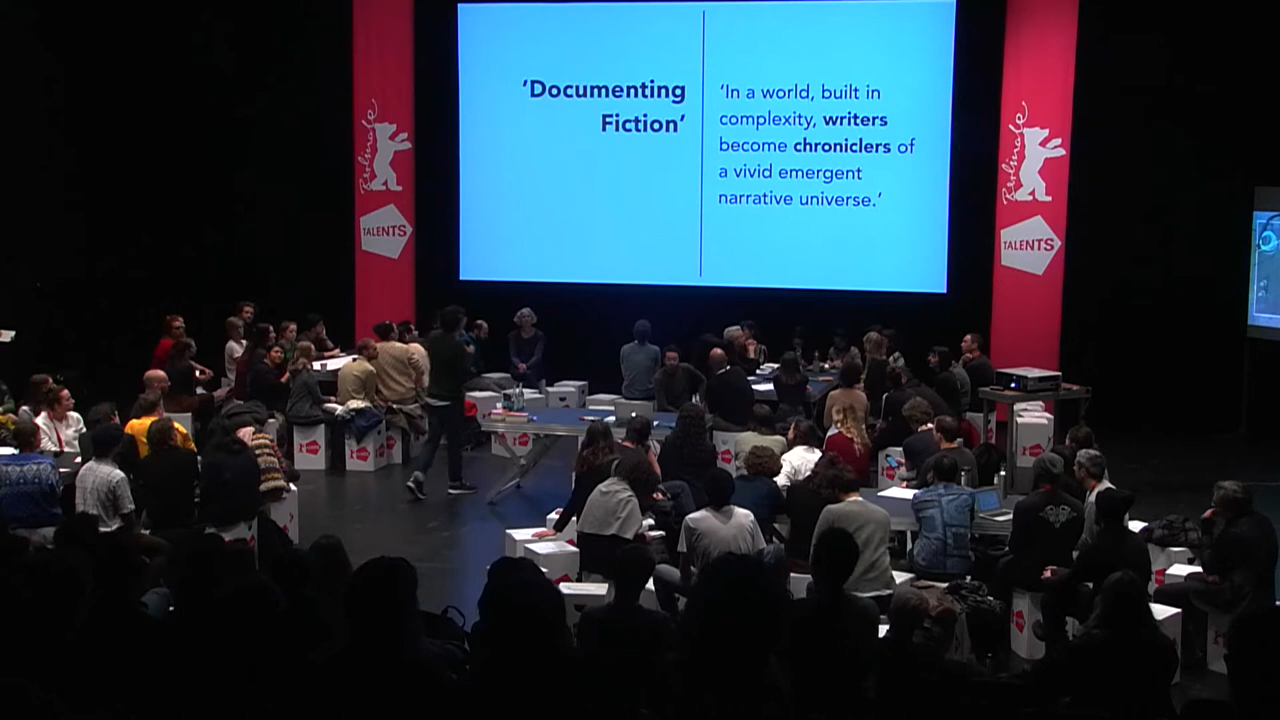 'Documenting
Fiction'
'In a world, built in
complexity, writers
become chroniclers of
a vivid emergent
narrative universe.'
Berlinale
TALENTS
Berlinale
TALENTS